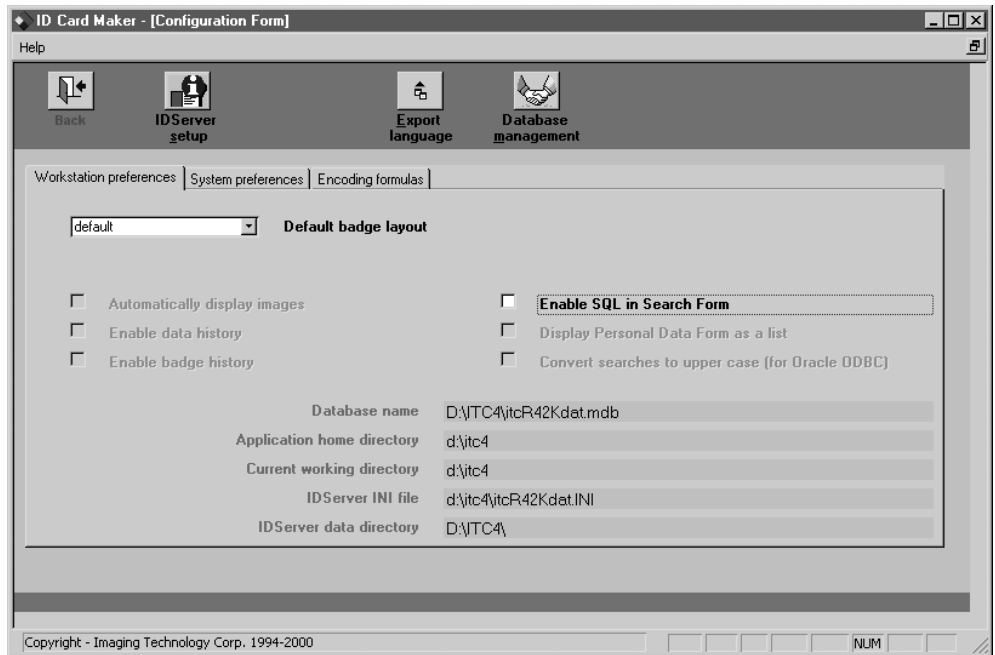 ID Card Maker - [Configuration Form]
Help
Back
IDServer
setup
Export
language
Database
management
Workstation preferences
System preferences
Encoding formulas
default
Default badge layout
Automatically display images
Enable SQL in Search Form
Enable data history
Display Personal Data Form as a list
Enable badge history
Convert searches to upper case (for Oracle ODBC)
Database name D:\ITC4\itcR42Kdat.mdb
Application home directory d:\itc4
Current working directory d:\itc4
IDServer INI file d:\itc4\itcR42Kdat.INI
IDServer data directory D:\ITC4\
Copyright - Imaging Technology Corp. 1994-2000
NUM